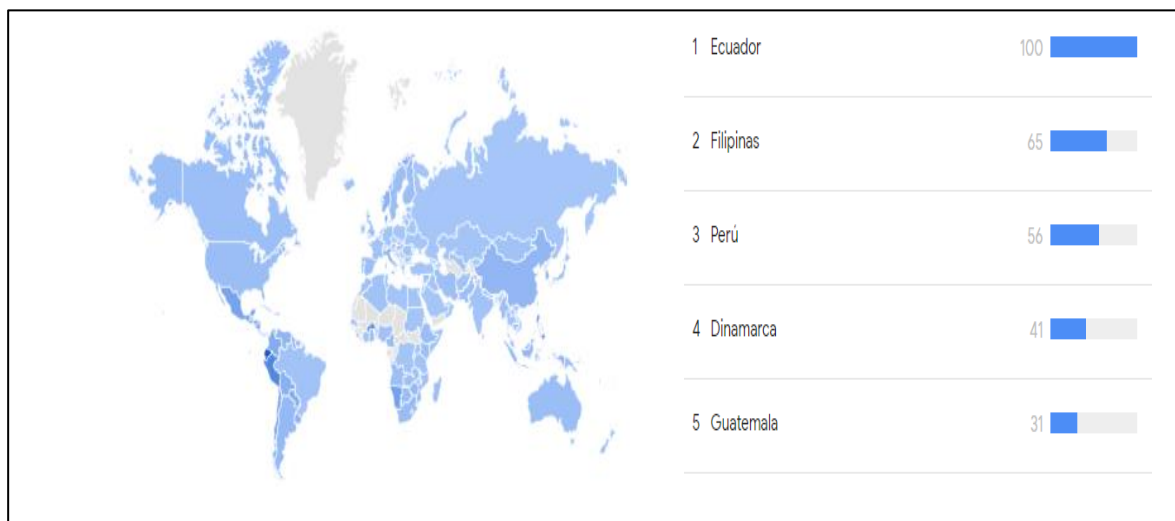 1 Ecuador 100
2 Filipinas 65
3 Perú 56
4 Dinamarca 41
5 Guatemala 31